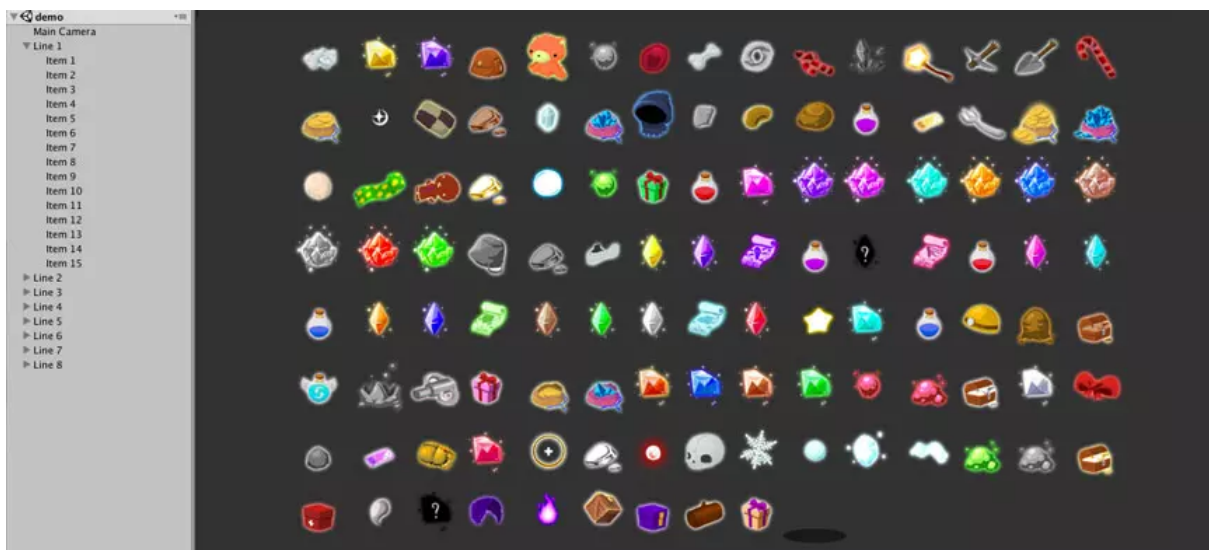 demo
Main Camera
Line 1
Item 1
Item 2
Item 3
Item 4
Item 5
Item 6
Item 7
Item 8
Item 9
Item 10
Item 11
Item 12
Item 13
Item 14
Item 15
Line 2
Line 3
Line 4
Line 5
Line 6
Line 7
Line 8
?
?